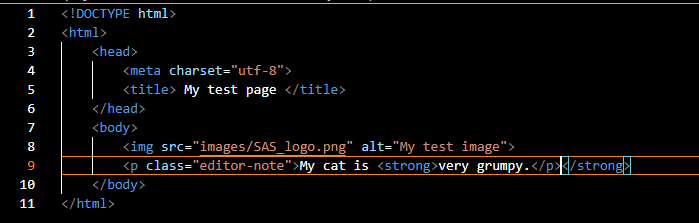 1 <!DOCTYPE html>
2 <html>
3 <head>
4 <meta charset="utf-8">
5 <title> My test page </title>
6 </head>
7 <body>
8 <img src="images/SAS_logo.png" alt="My test image">
9 <p class="editor-note">My cat is <strong>very grumpy.</p></strong>
10 </body>
11 </html>